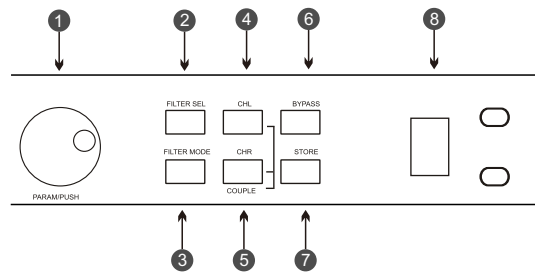 1 2 4 6 8
FILTER SEL CHL BYPASS
FILTER MODE CHR STORE
PARAM/PUSH COUPLE
3 5 7